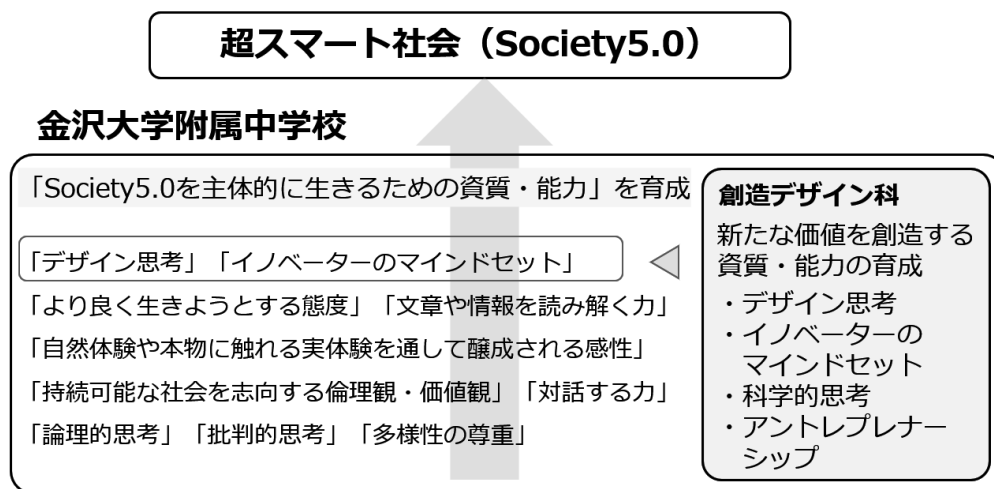 超スマート社会（Society5.0）
金沢大学附属中学校
「Society5.0を主体的に生きるための資質・能力」を育成
「デザイン思考」「イノベーターのマインドセット」
「より良く生きようとする態度」「文章や情報を読み解く力」
「自然体験や本物に触れる実体験を通して醸成される感性」
「持続可能な社会を志向する倫理観・価値観」「対話する力」
「論理的思考」「批判的思考」「多様性の尊重」
創造デザイン科
新たな価値を創造する
資質・能力の育成
・デザイン思考
・イノベーターの
マインドセット
・科学的思考
・アントレプレナー
シップ